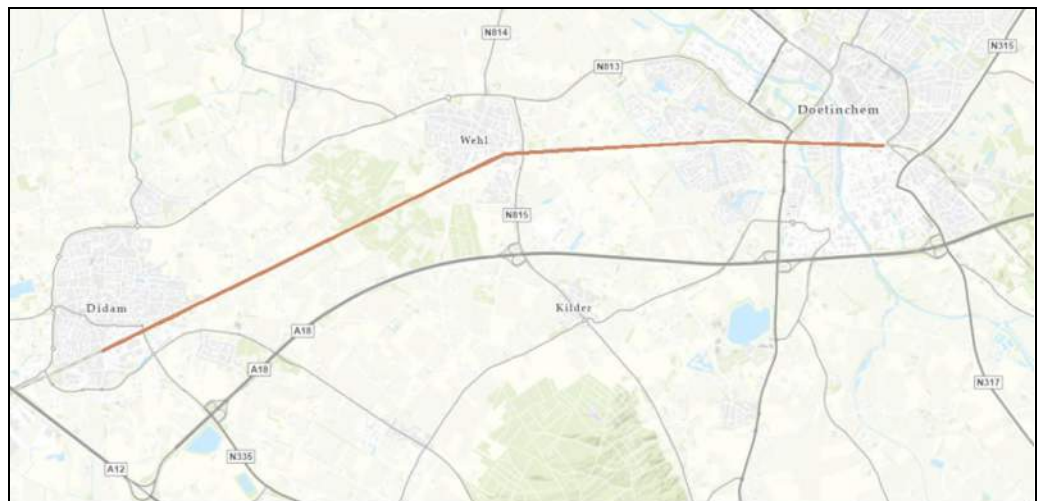 N814
N315
N813
Doetinchem
Wehl
N815
Didam
Kilder
A18
A18
N317
N335
A12